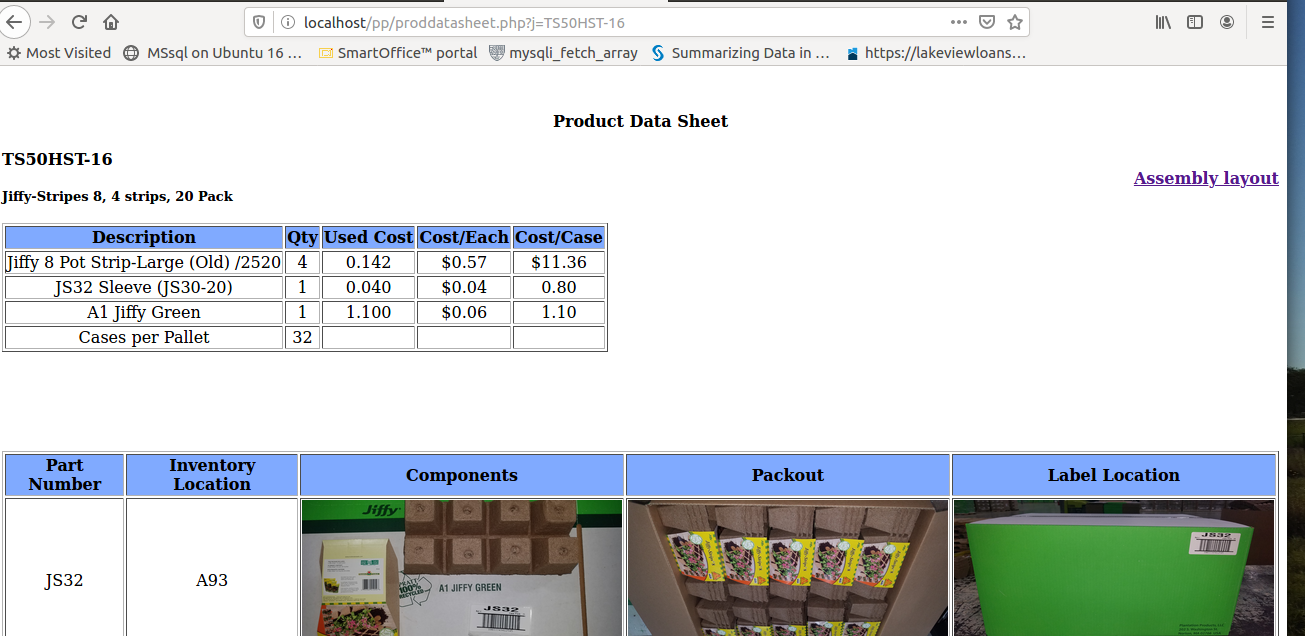 localhost/pp/proddatasheet.php?j=TS50HST-16
Most Visited MSsql on Ubuntu 16 … SmartOffice™ portal mysqli_fetch_array Summarizing Data in … https://lakeviewloans…
Product Data Sheet
TS50HST-16
Assembly layout
Jiffy-Stripes 8, 4 strips, 20 Pack
Description Qty Used Cost Cost/Each Cost/Case
Jiffy 8 Pot Strip-Large (Old) /2520 4 0.142 $0.57 $11.36
JS32 Sleeve (JS30-20) 1 0.040 $0.04 0.80
A1 Jiffy Green 1 1.100 $0.06 1.10
Cases per Pallet 32
Part Number Inventory Location Components Packout Label Location
JS32 A93
Jiffy
100% RECYCLED
A1 JIFFY GREEN
JS32
JS32